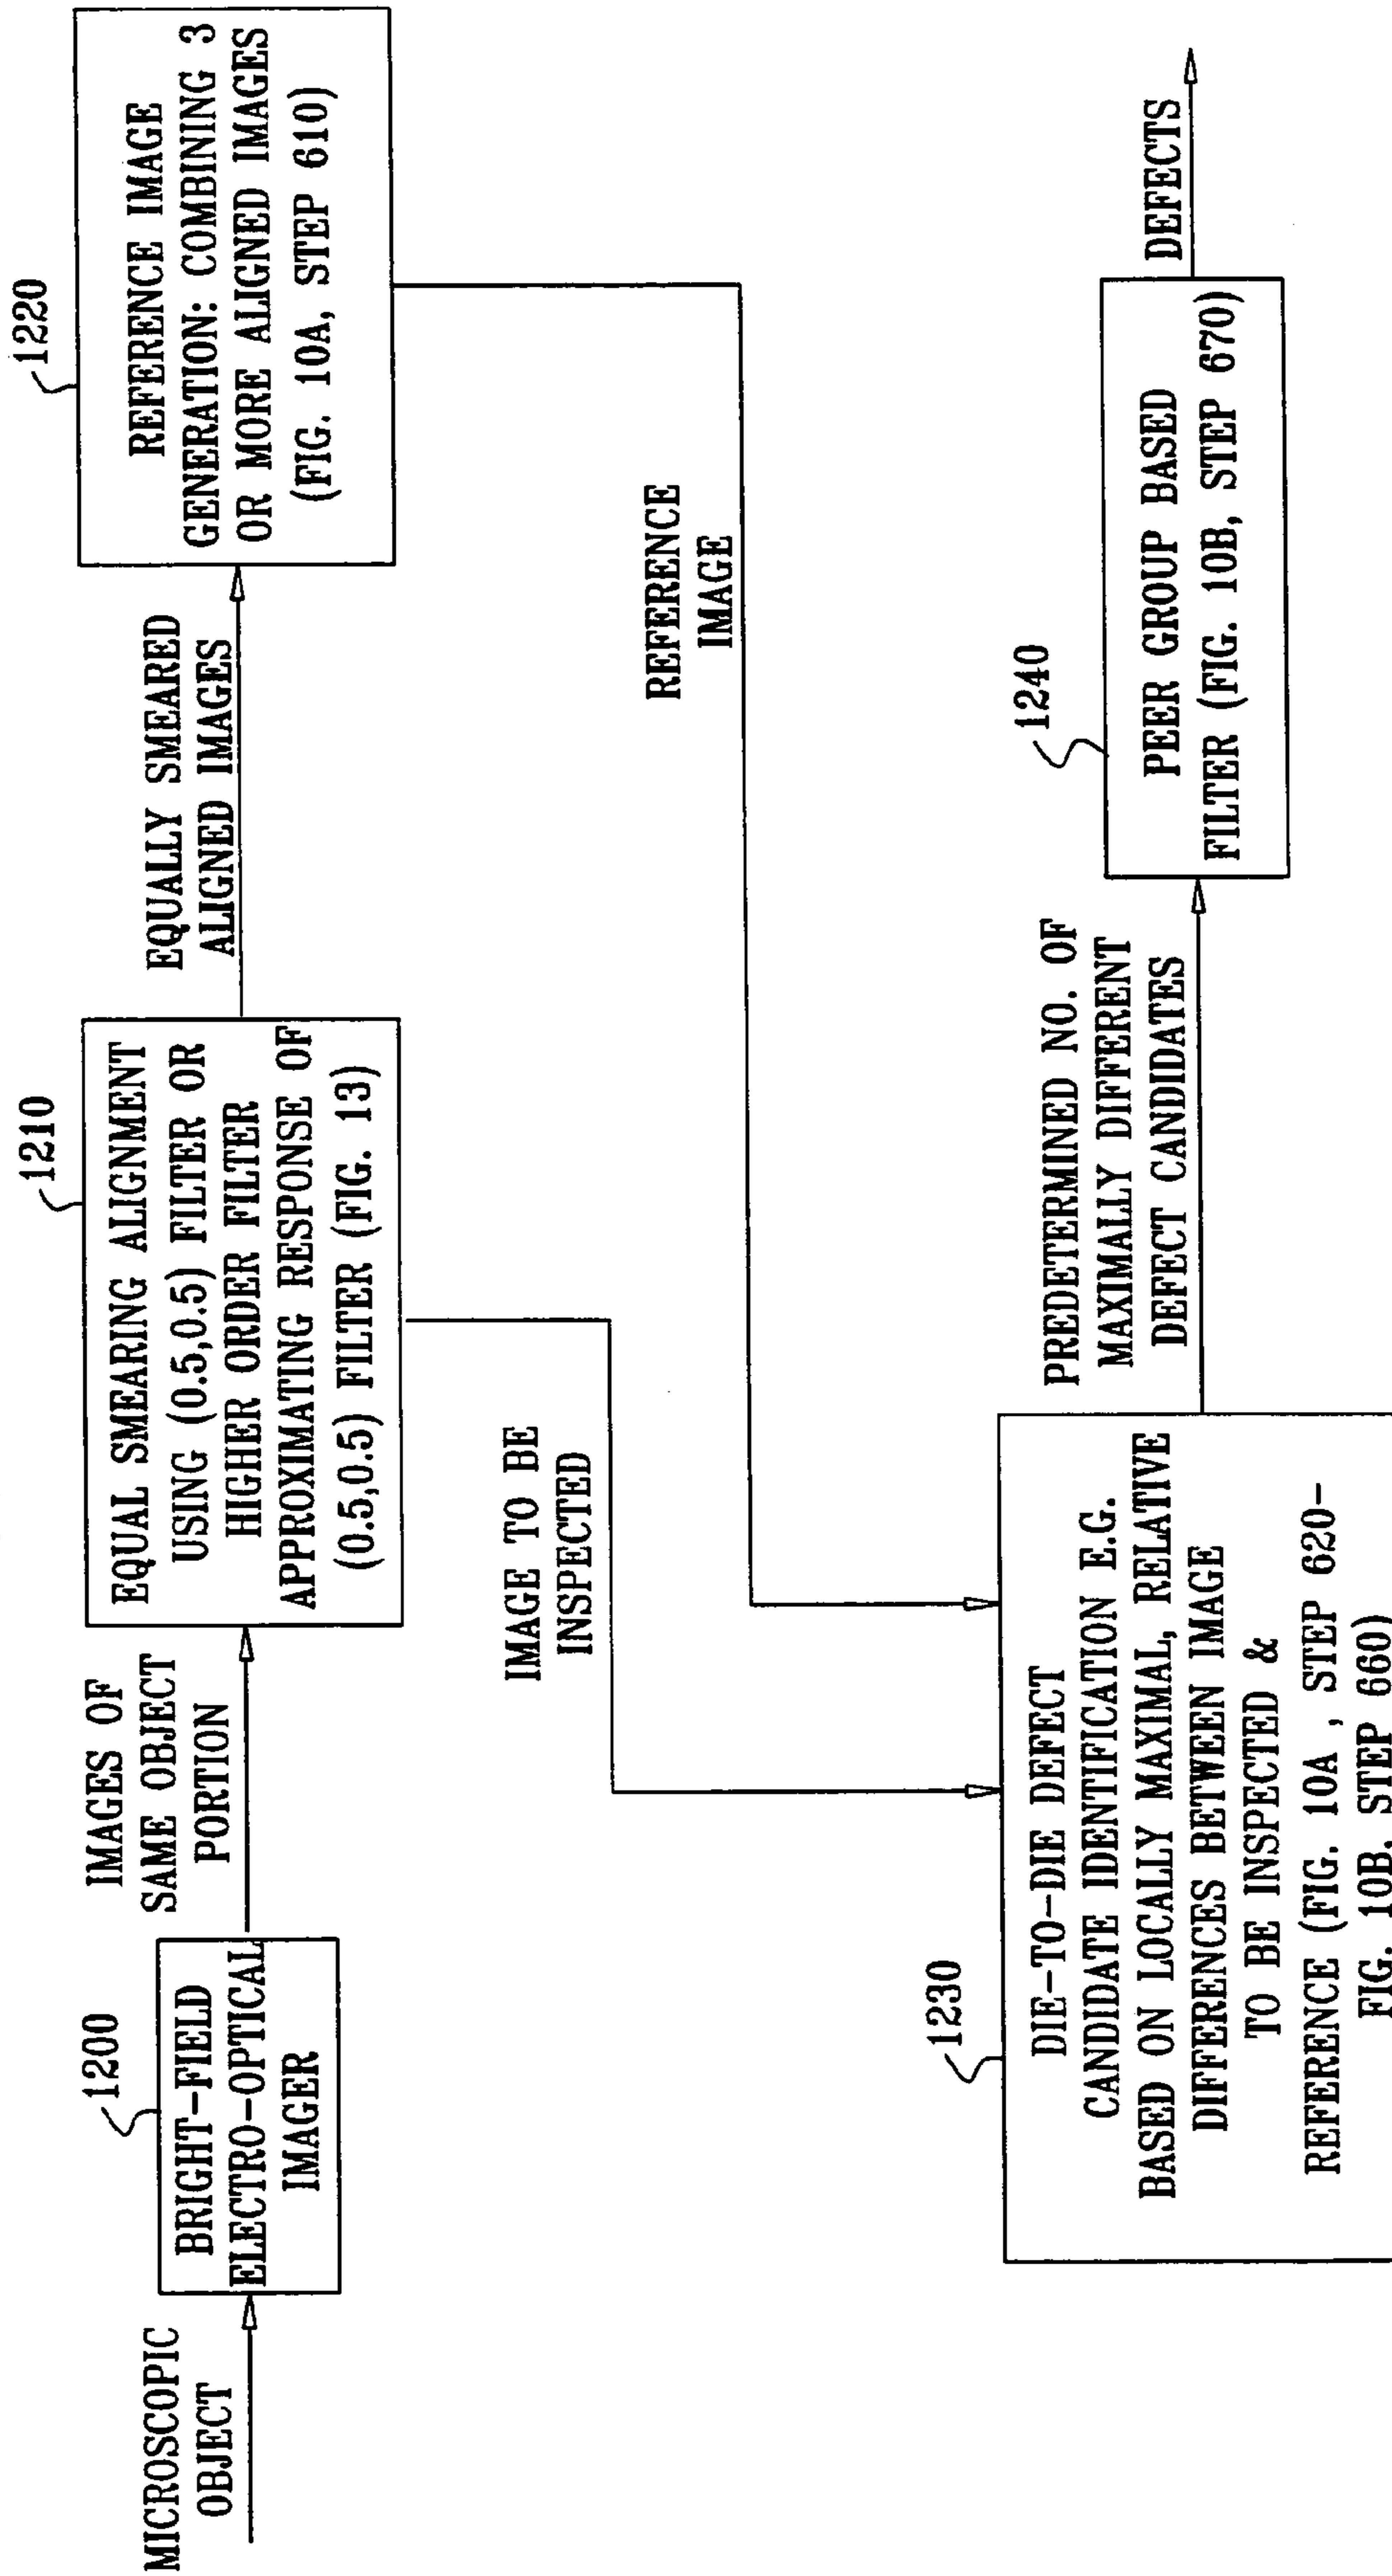 MICROSCOPIC
OBJECT
1200
BRIGHT-FIELD
ELECTRO-OPTICAL
IMAGER
IMAGES OF
SAME OBJECT
PORTION
1210
EQUAL SMEARING ALIGNMENT
USING (0.5,0.5) FILTER OR
HIGHER ORDER FILTER
APPROXIMATING RESPONSE OF
(0.5,0.5) FILTER (FIG. 13)
EQUALLY SMEARED
ALIGNED IMAGES
1220
REFERENCE IMAGE
GENERATION: COMBINING 3
OR MORE ALIGNED IMAGES
(FIG. 10A, STEP 610)
IMAGE TO BE
INSPECTED
REFERENCE
IMAGE
1230
DIE-TO-DIE DEFECT
CANDIDATE IDENTIFICATION E.G.
BASED ON LOCALLY MAXIMAL, RELATIVE
DIFFERENCES BETWEEN IMAGE
TO BE INSPECTED &
REFERENCE (FIG. 10A , STEP 620-
FIG. 10B, STEP 660)
PREDETERMINED NO. OF
MAXIMALLY DIFFERENT
DEFECT CANDIDATES
1240
PEER GROUP BASED
FILTER (FIG. 10B, STEP 670)
DEFECTS